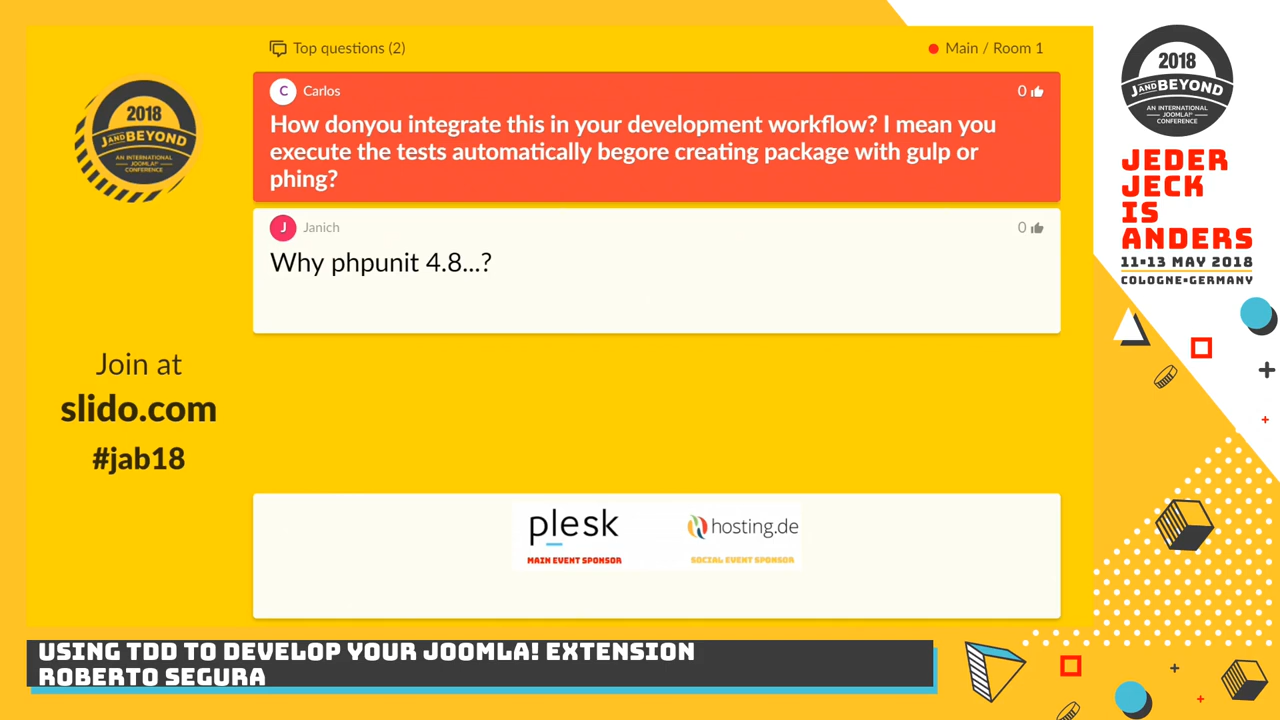 Top questions (2)
Main / Room 1
2018
JANDBEYOND
AN INTERNATIONAL
JOOMLA!®
CONFERENCE
C Carlos
0
How donyou integrate this in your development workflow? I mean you
execute the tests automatically begore creating package with gulp or
phing?
J Janich
0
Why phpunit 4.8...?
Join at
slido.com
#jab18
plesk
MAIN EVENT SPONSOR
hosting.de
SOCIAL EVENT SPONSOR
2018
JANDBEYOND
AN INTERNATIONAL
JOOMLA!®
CONFERENCE
JEDER
JECK
IS
ANDERS
11•13 MAY 2018
COLOGNE•GERMANY
USING TDD TO DEVELOP YOUR JOOMLA! EXTENSION
ROBERTO SEGURA